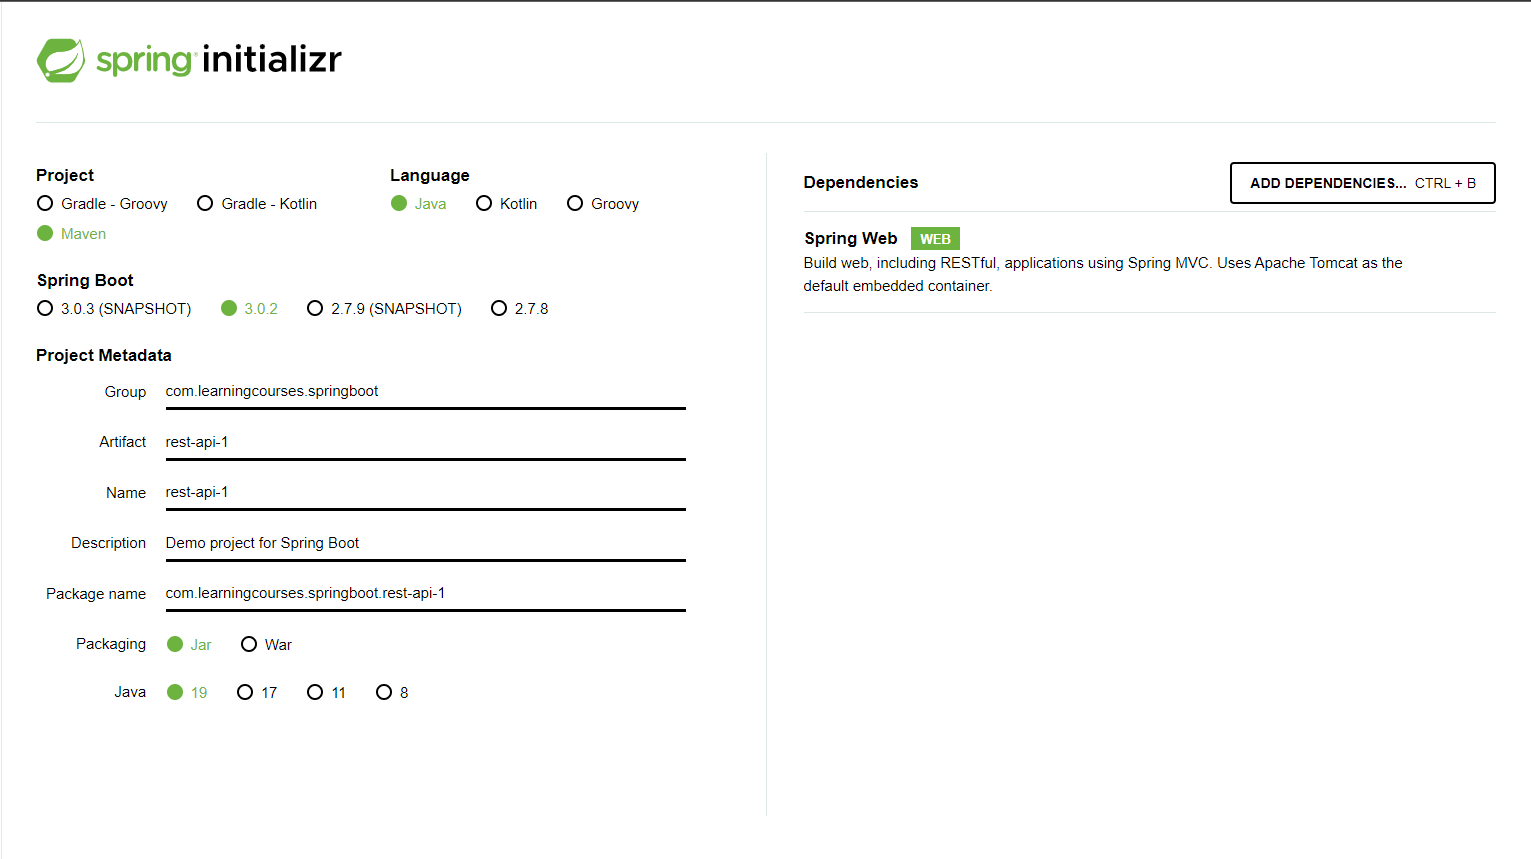 spring initializr
Project
Gradle - Groovy Gradle - Kotlin
Maven
Language
Java Kotlin Groovy
Spring Boot
3.0.3 (SNAPSHOT) 3.0.2 2.7.9 (SNAPSHOT) 2.7.8
Project Metadata
Group com.learningcourses.springboot
Artifact rest-api-1
Name rest-api-1
Description Demo project for Spring Boot
Package name com.learningcourses.springboot.rest-api-1
Packaging Jar War
Java 19 17 11 8
Dependencies
ADD DEPENDENCIES... CTRL + B
Spring Web WEB
Build web, including RESTful, applications using Spring MVC. Uses Apache Tomcat as the
default embedded container.